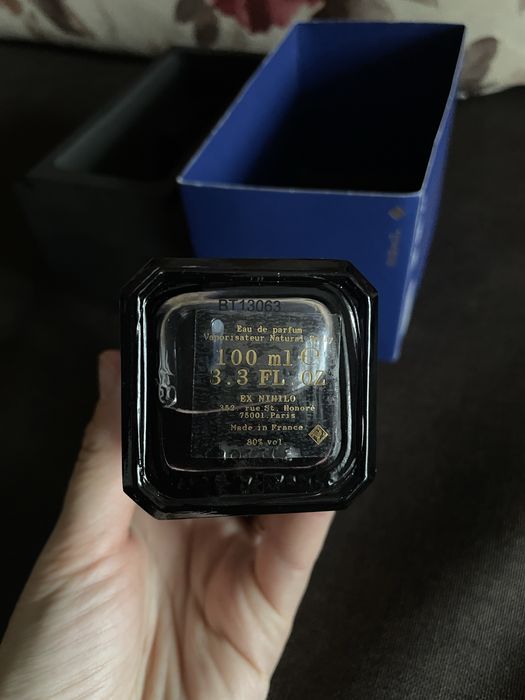 BT13063
Eau de parfum
Vaporisateur Natural
100 ml
3.3 FL. OZ
EX NIHILO
352, rue St. Honoré
75001 Paris
Made in France
80% vol